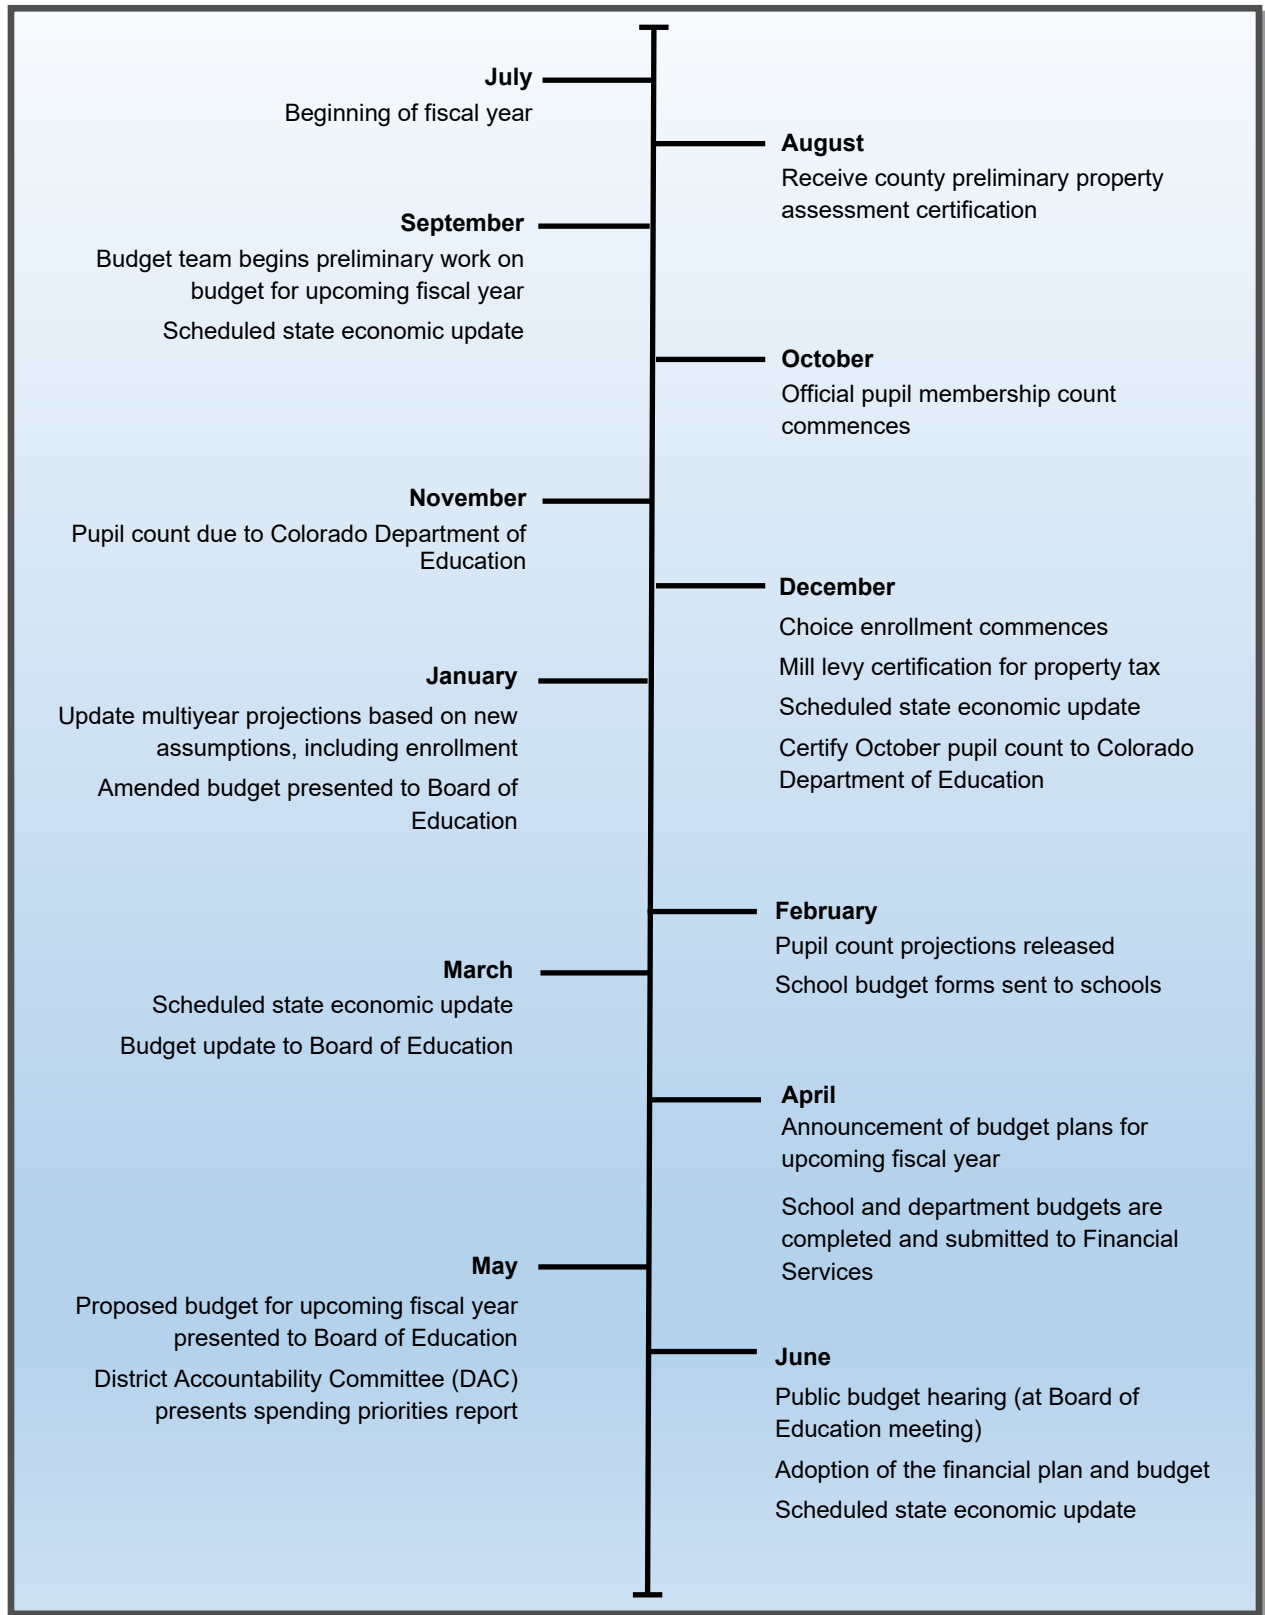 July
Beginning of fiscal year
August
Receive county preliminary property
assessment certification
September
Budget team begins preliminary work on
budget for upcoming fiscal year
Scheduled state economic update
October
Official pupil membership count
commences
November
Pupil count due to Colorado Department of
Education
December
Choice enrollment commences
Mill levy certification for property tax
Scheduled state economic update
Certify October pupil count to Colorado
Department of Education
January
Update multiyear projections based on new
assumptions, including enrollment
Amended budget presented to Board of
Education
February
Pupil count projections released
School budget forms sent to schools
March
Scheduled state economic update
Budget update to Board of Education
April
Announcement of budget plans for
upcoming fiscal year
School and department budgets are
completed and submitted to Financial
Services
May
Proposed budget for upcoming fiscal year
presented to Board of Education
District Accountability Committee (DAC)
presents spending priorities report
June
Public budget hearing (at Board of
Education meeting)
Adoption of the financial plan and budget
Scheduled state economic update